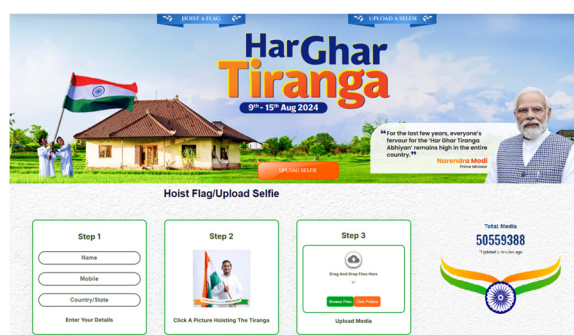 HOIST A FLAG
UPLOAD A SELFIE
Har Ghar
Tiranga
9th - 15th Aug 2024
"For the last few years, everyone's
fervour for the 'Har Ghar Tiranga
Abhiyan' remains high in the entire
country."
Narendra Modi
Prime Minister
UPLOAD SELFIE
Hoist Flag/Upload Selfie
Step 1
Name
Mobile
Country/State
Enter Your Details
Step 2
Click A Picture Hoisting The Tiranga
Step 3
Drag And Drop Files Here
or
Browse Files
Click Picture
Upload Media
Total Media
50559388
*Updated 5 minutes ago